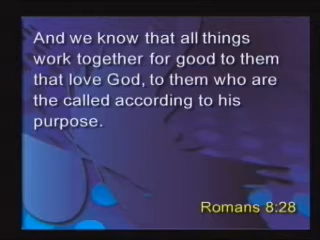 And we know that all things
work together for good to them
that love God, to them who are
the called according to his
purpose.
Romans 8:28